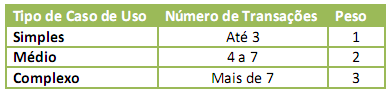 Tipo de Caso de Uso Número de Transações Peso
Simples Até 3 1
Médio 4 a 7 2
Complexo Mais de 7 3